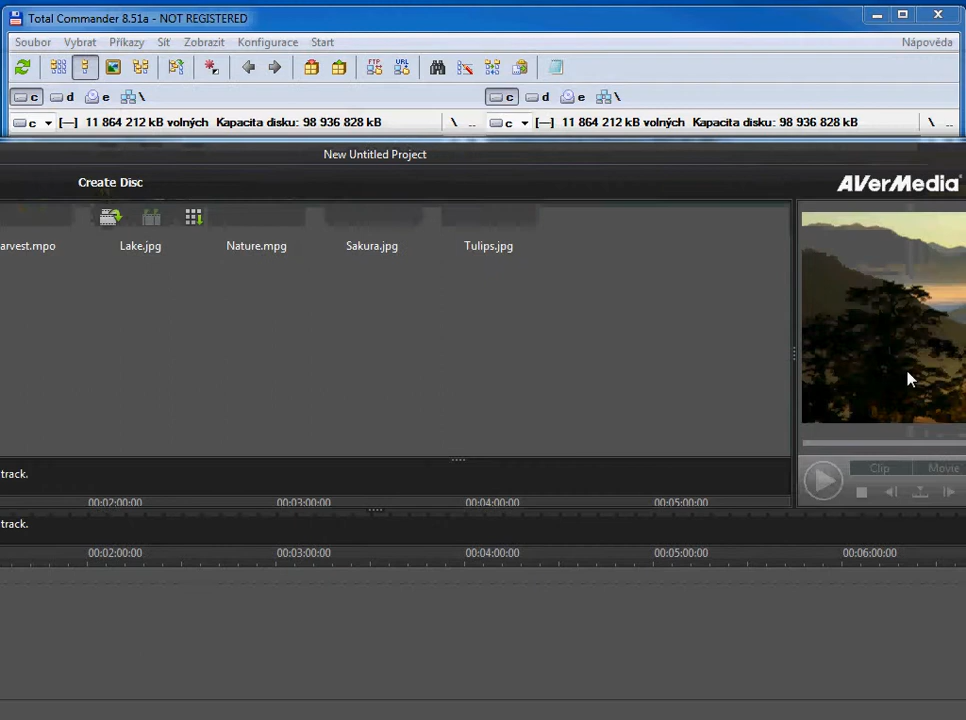 Total Commander 8.51a - NOT REGISTERED
Soubor Vybrat Příkazy Síť Zobrazit Konfigurace Start Nápověda
FTP URL
c d e \ c d e \
c [—] 11 864 212 kB volných Kapacita disku: 98 936 828 kB \ .. c [—] 11 864 212 kB volných Kapacita disku: 98 936 828 kB \ ..
New Untitled Project
Create Disc AVerMedia
arvest.mpo Lake.jpg Nature.mpg Sakura.jpg Tulips.jpg
track.
Clip Movie
00:02:00:00 00:03:00:00 00:04:00:00 00:05:00:00
track.
00:02:00:00 00:03:00:00 00:04:00:00 00:05:00:00 00:06:00:00